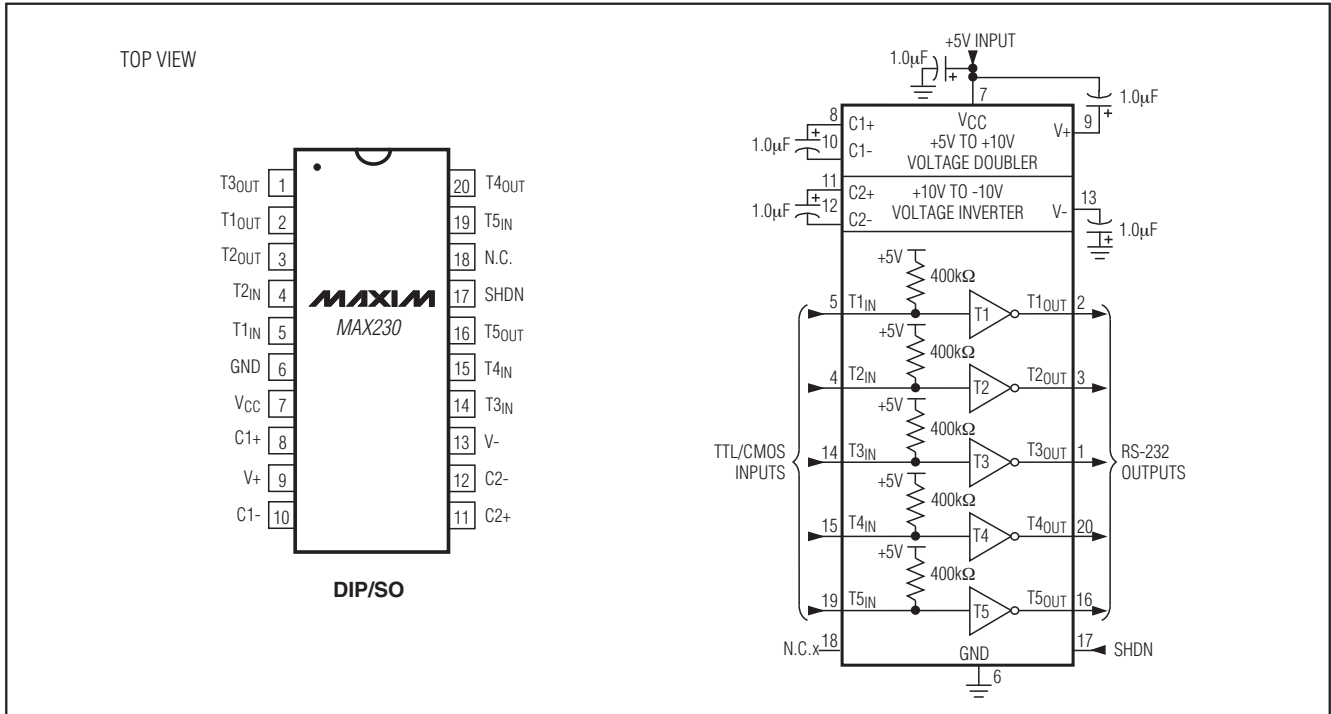 TOP VIEW
T3OUT 1
T1OUT 2
T2OUT 3
T2IN 4
T1IN 5
GND 6
VCC 7
C1+ 8
V+ 9
C1- 10
MAXIM
MAX230
20 T4OUT
19 T5IN
18 N.C.
17 SHDN
16 T5OUT
15 T4IN
14 T3IN
13 V-
12 C2-
11 C2+
DIP/SO
+5V INPUT
1.0µF
+
7
1.0µF
+
VCC
+5V TO +10V
VOLTAGE DOUBLER
8 C1+
10 C1-
1.0µF
+
V+ 9
+10V TO -10V
VOLTAGE INVERTER
11 C2+
12 C2-
1.0µF
+
V- 13
1.0µF
+
+5V
400kΩ
5 T1IN T1 T1OUT 2
+5V
400kΩ
4 T2IN T2 T2OUT 3
+5V
400kΩ
14 T3IN T3 T3OUT 1
+5V
400kΩ
15 T4IN T4 T4OUT 20
+5V
400kΩ
19 T5IN T5 T5OUT 16
TTL/CMOS
INPUTS
RS-232
OUTPUTS
N.C.x 18
17 SHDN
GND
6